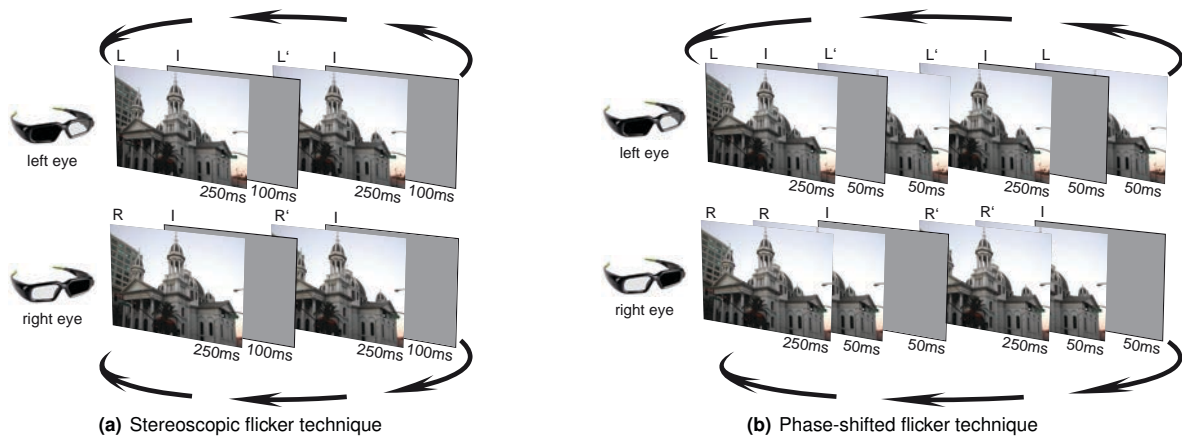 L I L‘ I
left eye
250ms 100ms 250ms 100ms
R I R‘ I
right eye
250ms 100ms 250ms 100ms
(a) Stereoscopic flicker technique
L I L‘ L‘ I L
left eye
250ms 50ms 50ms 250ms 50ms 50ms
R R I R‘ R‘ I
right eye
250ms 50ms 50ms 250ms 50ms 50ms
(b) Phase-shifted flicker technique